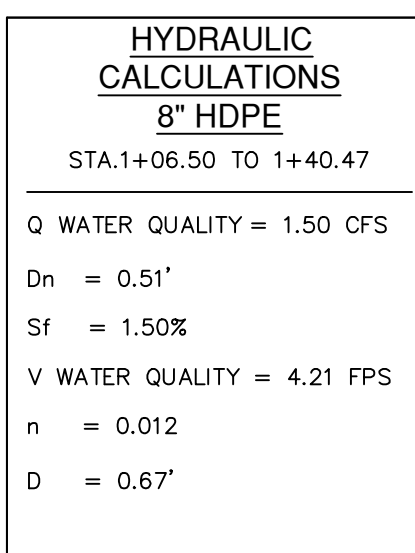 HYDRAULIC
CALCULATIONS
8" HDPE
STA.1+06.50 TO 1+40.47
Q WATER QUALITY = 1.50 CFS
Dn = 0.51'
Sf = 1.50%
V WATER QUALITY = 4.21 FPS
n = 0.012
D = 0.67'